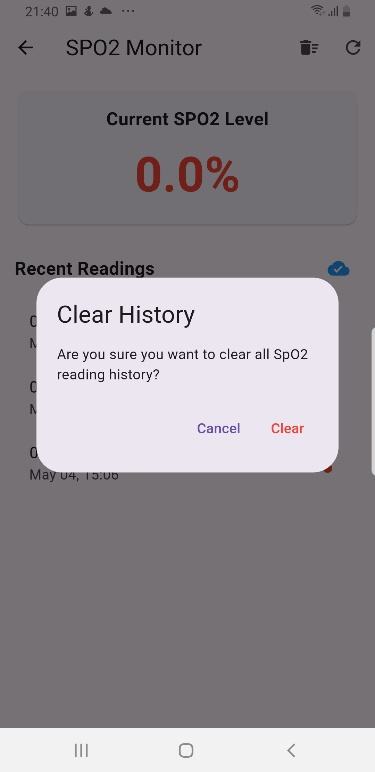 21:40
SPO2 Monitor
Current SPO2 Level
0.0%
Recent Readings
Clear History
Are you sure you want to clear all SpO2
reading history?
Cancel Clear
May 04, 15:06